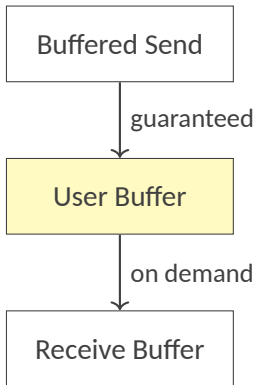 Buffered Send
guaranteed
User Buffer
on demand
Receive Buffer